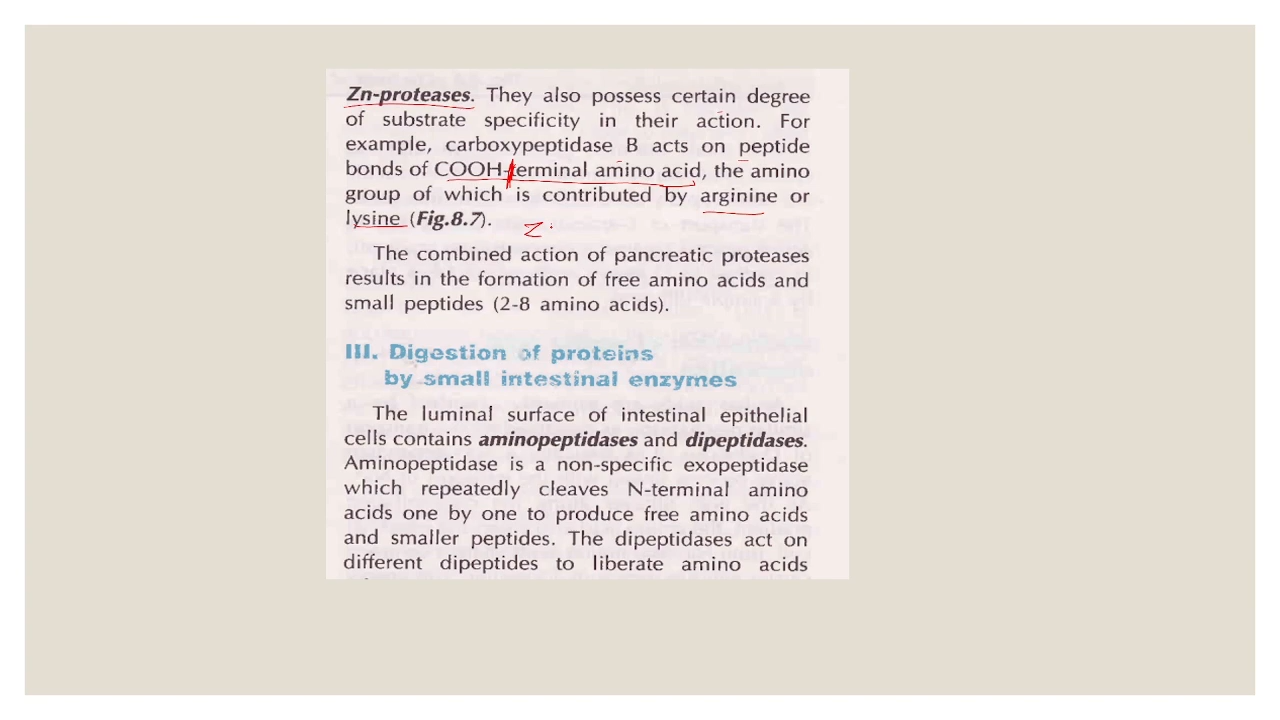 Zn-proteases. They also possess certain degree
of substrate specificity in their action. For
example, carboxypeptidase B acts on peptide
bonds of COOH-terminal amino acid, the amino
group of which is contributed by arginine or
lysine (Fig.8.7).
The combined action of pancreatic proteases
results in the formation of free amino acids and
small peptides (2-8 amino acids).
III. Digestion of proteins
by small intestinal enzymes
The luminal surface of intestinal epithelial
cells contains aminopeptidases and dipeptidases.
Aminopeptidase is a non-specific exopeptidase
which repeatedly cleaves N-terminal amino
acids one by one to produce free amino acids
and smaller peptides. The dipeptidases act on
different dipeptides to liberate amino acids